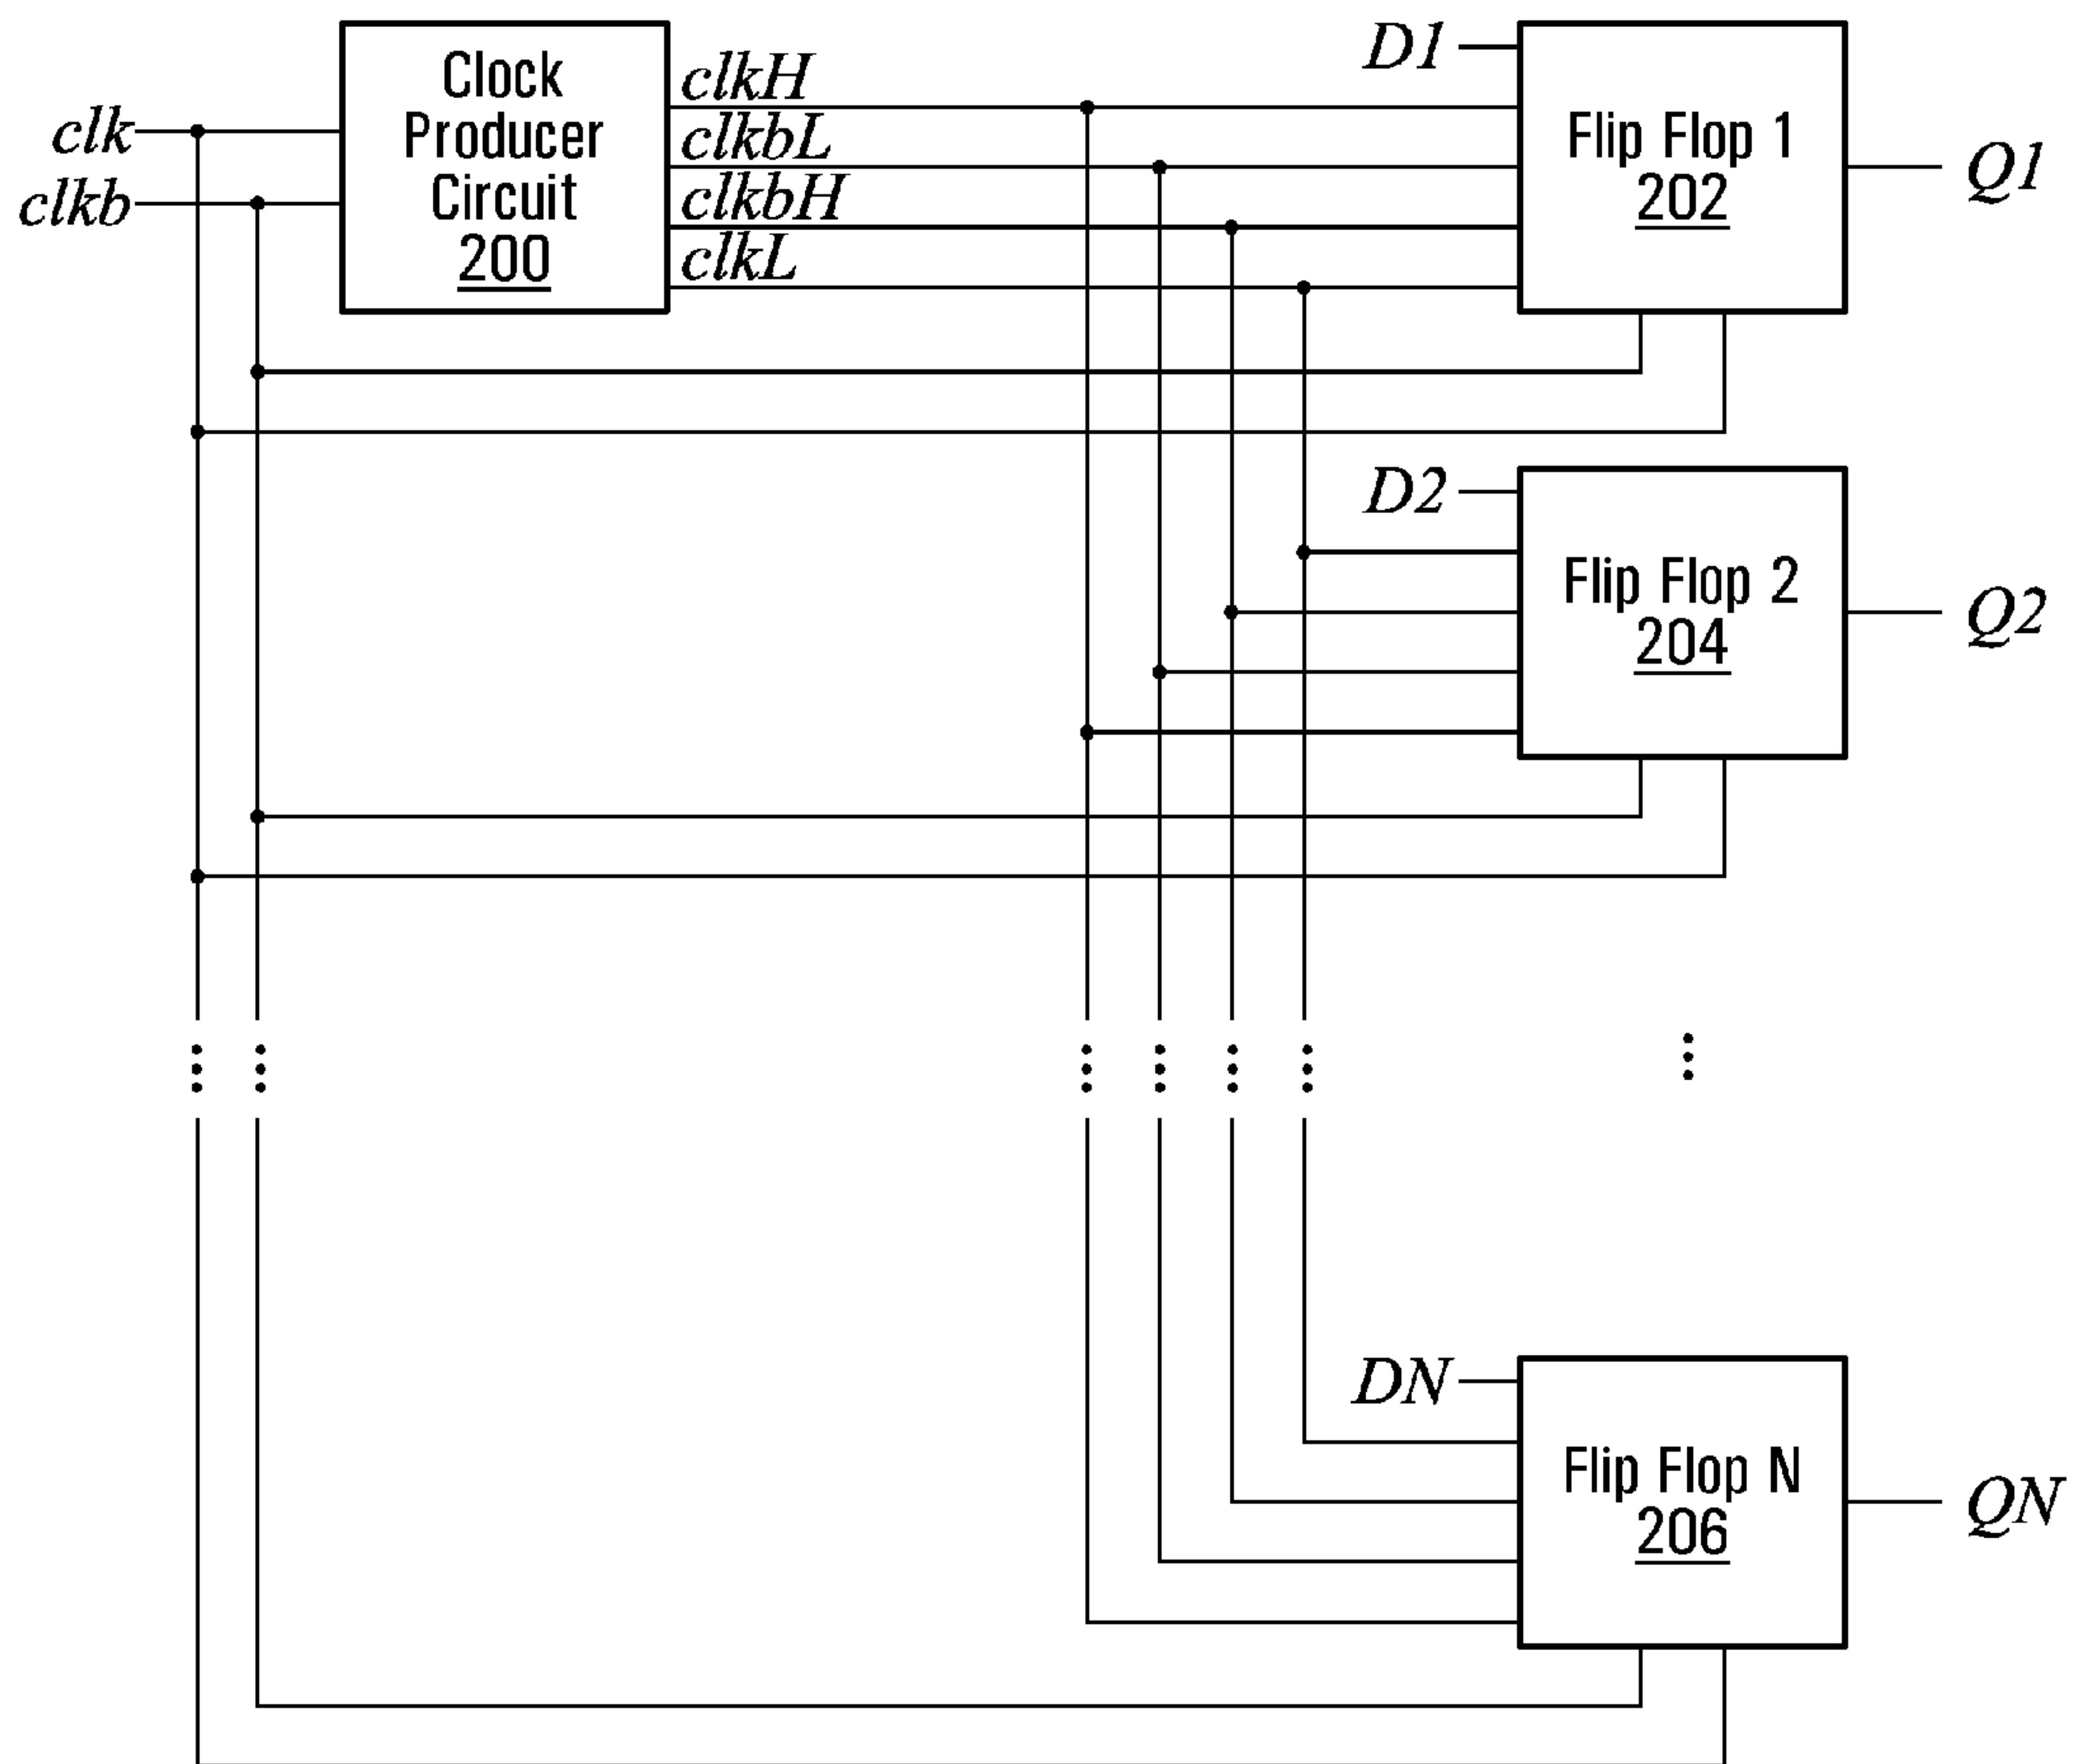 clk
clkb
Clock
Producer
Circuit
200
clkH
clkbL
clkbH
clkL
D1
Flip Flop 1
202
Q1
D2
Flip Flop 2
204
Q2
DN
Flip Flop N
206
QN